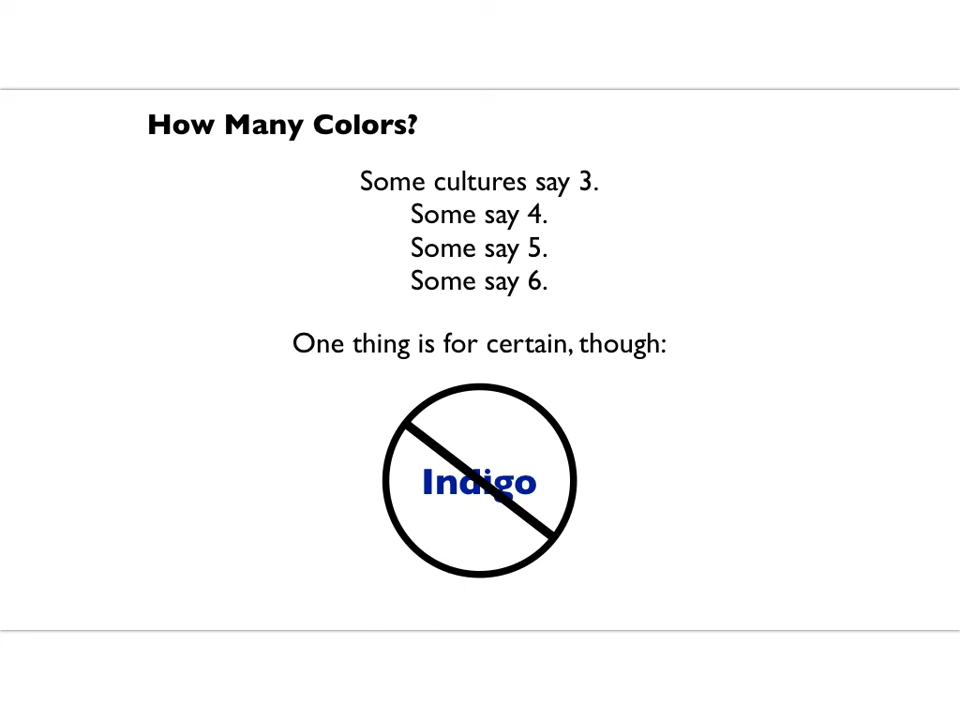 How Many Colors?
Some cultures say 3.
Some say 4.
Some say 5.
Some say 6.
One thing is for certain, though:
Indigo